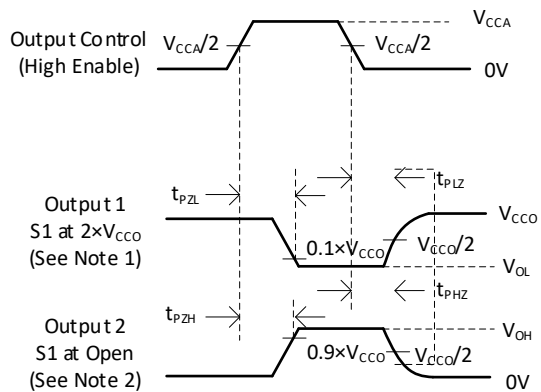 V_CCA
Output Control
(High Enable)
V_CCA/2
V_CCA/2
0V
t_PZL
t_PLZ
Output 1
S1 at 2×V_CCO
(See Note 1)
V_CCO
0.1×V_CCO
V_CCO/2
V_OL
t_PZH
t_PHZ
Output 2
S1 at Open
(See Note 2)
V_OH
0.9×V_CCO
V_CCO/2
0V